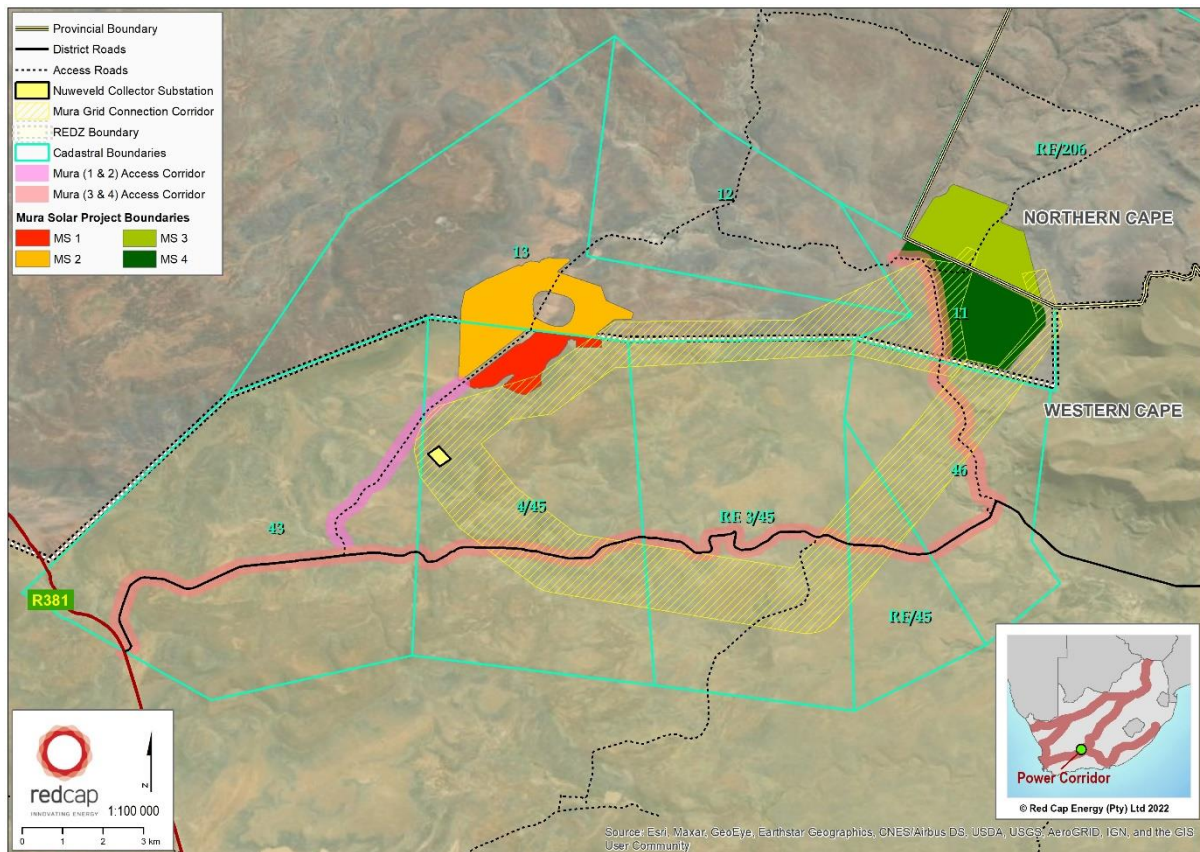 Provincial Boundary
District Roads
Access Roads
Nuweveld Collector Substation
Mura Grid Connection Corridor
REDZ Boundary
Cadastral Boundaries
Mura (1 & 2) Access Corridor
Mura (3 & 4) Access Corridor
Mura Solar Project Boundaries
MS 1
MS 3
MS 2
MS 4
RE/206
12
NORTHERN CAPE
13
11
WESTERN CAPE
46
4/45
RE 3/45
43
R381
RE/45
redcap
INNOVATING ENERGY
N
1:100 000
0 1 2 3 km
Power Corridor
© Red Cap Energy (Pty) Ltd 2022
Source: Esri, Maxar, GeoEye, Earthstar Geographics, CNES/Airbus DS, USDA, USGS, AeroGRID, IGN, and the GIS
User Community